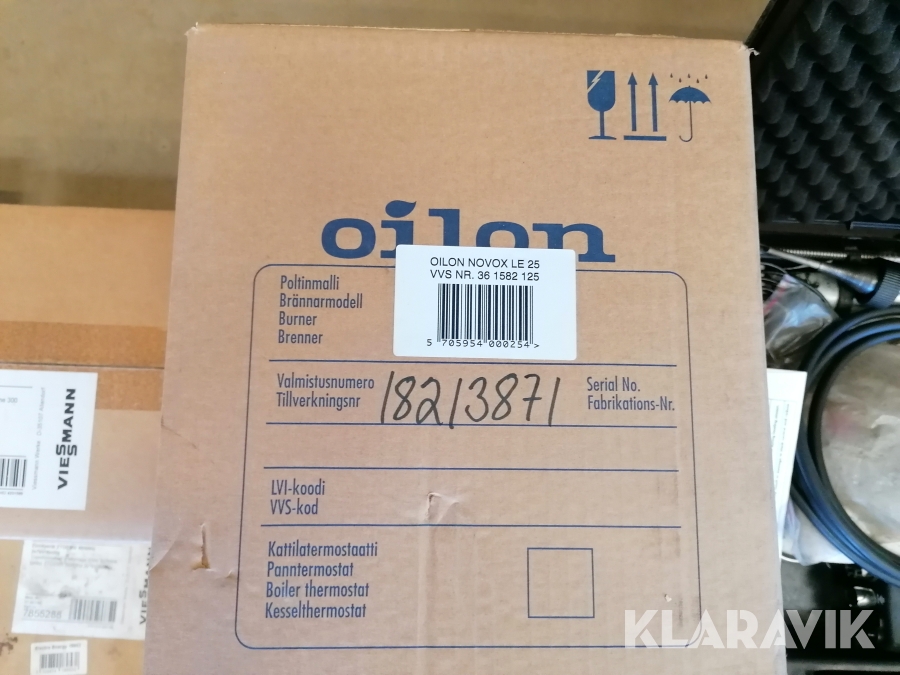 oilon
OILON NOVOX LE 25
VVS NR. 36 1582 125
5 705954 000254 >
Poltinmalli
Brännarmodell
Burner
Brenner
Valmistusnumero
Tillverkningsnr
18213871
Serial No.
Fabrikations-Nr.
LVI-koodi
VVS-kod
Kattilatermostaatti
Panntermostat
Boiler thermostat
Kesselthermostat
VIESMANN
7858288
KLARAVIK